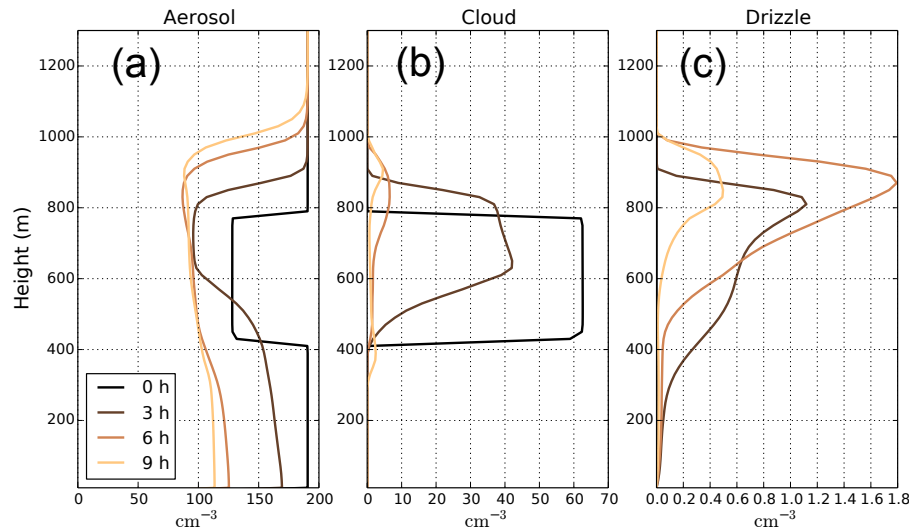 Aerosol Cloud Drizzle
(a) (b) (c)
1200 1200 1200
1000 1000 1000
800 800 800
Height (m)
600 600 600
400 400 400
0 h
3 h
200 200 200
6 h
9 h
0 50 100 150 200 0 10 20 30 40 50 60 70 0.0 0.2 0.4 0.6 0.8 1.0 1.2 1.4 1.6 1.8
cm⁻³ cm⁻³ cm⁻³